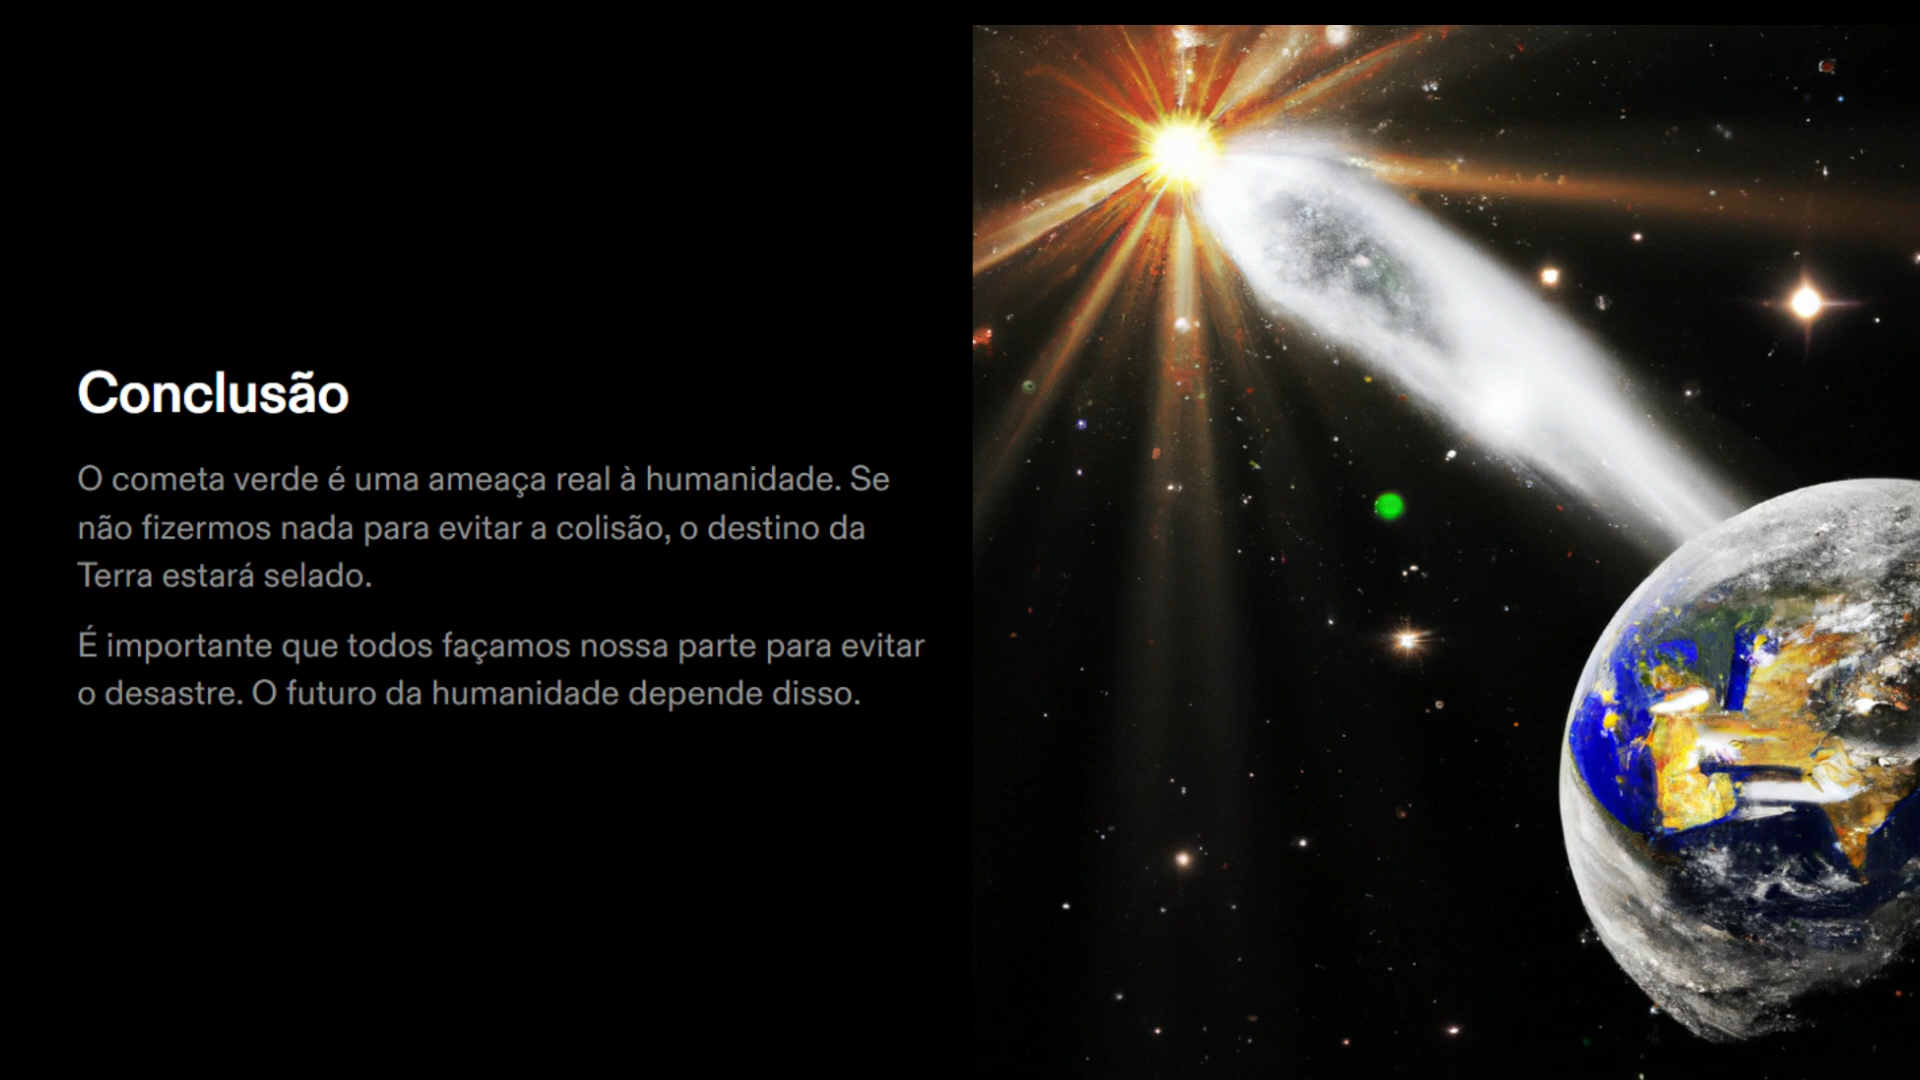 Conclusão
O cometa verde é uma ameaça real à humanidade. Se
não fizermos nada para evitar a colisão, o destino da
Terra estará selado.
É importante que todos façamos nossa parte para evitar
o desastre. O futuro da humanidade depende disso.